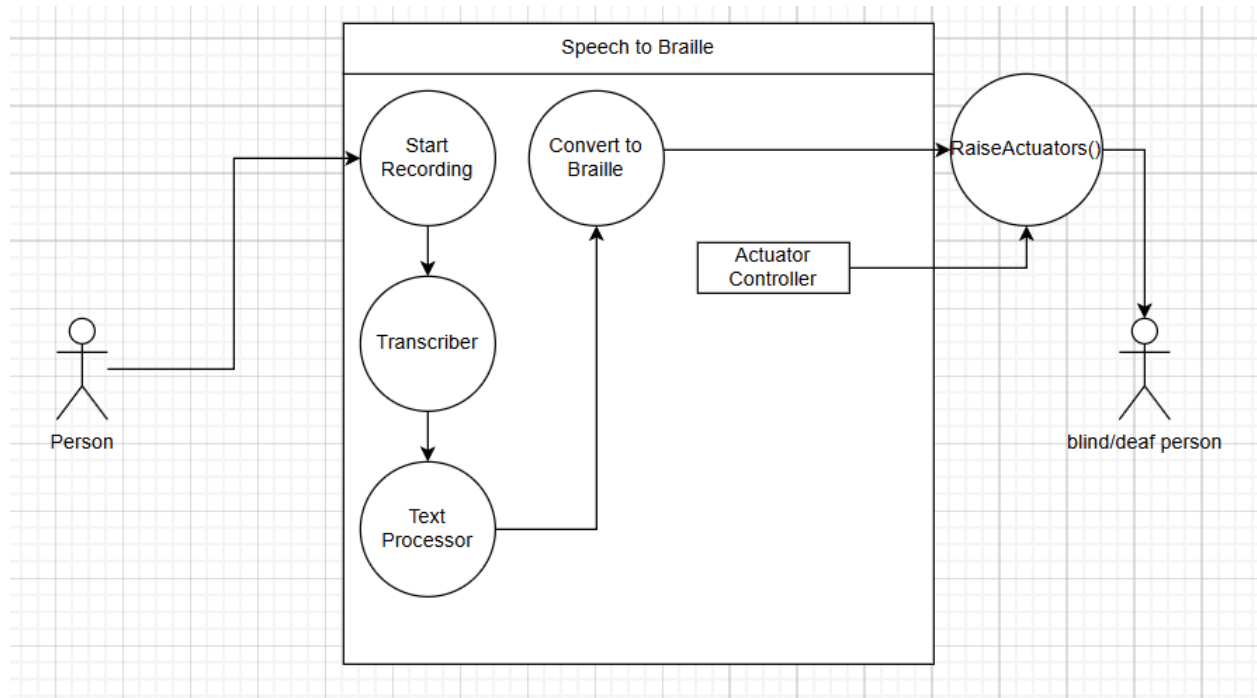 Speech to Braille
Start
Recording
Convert to
Braille
RaiseActuators()
Actuator
Controller
Transcriber
Person
blind/deaf person
Text
Processor